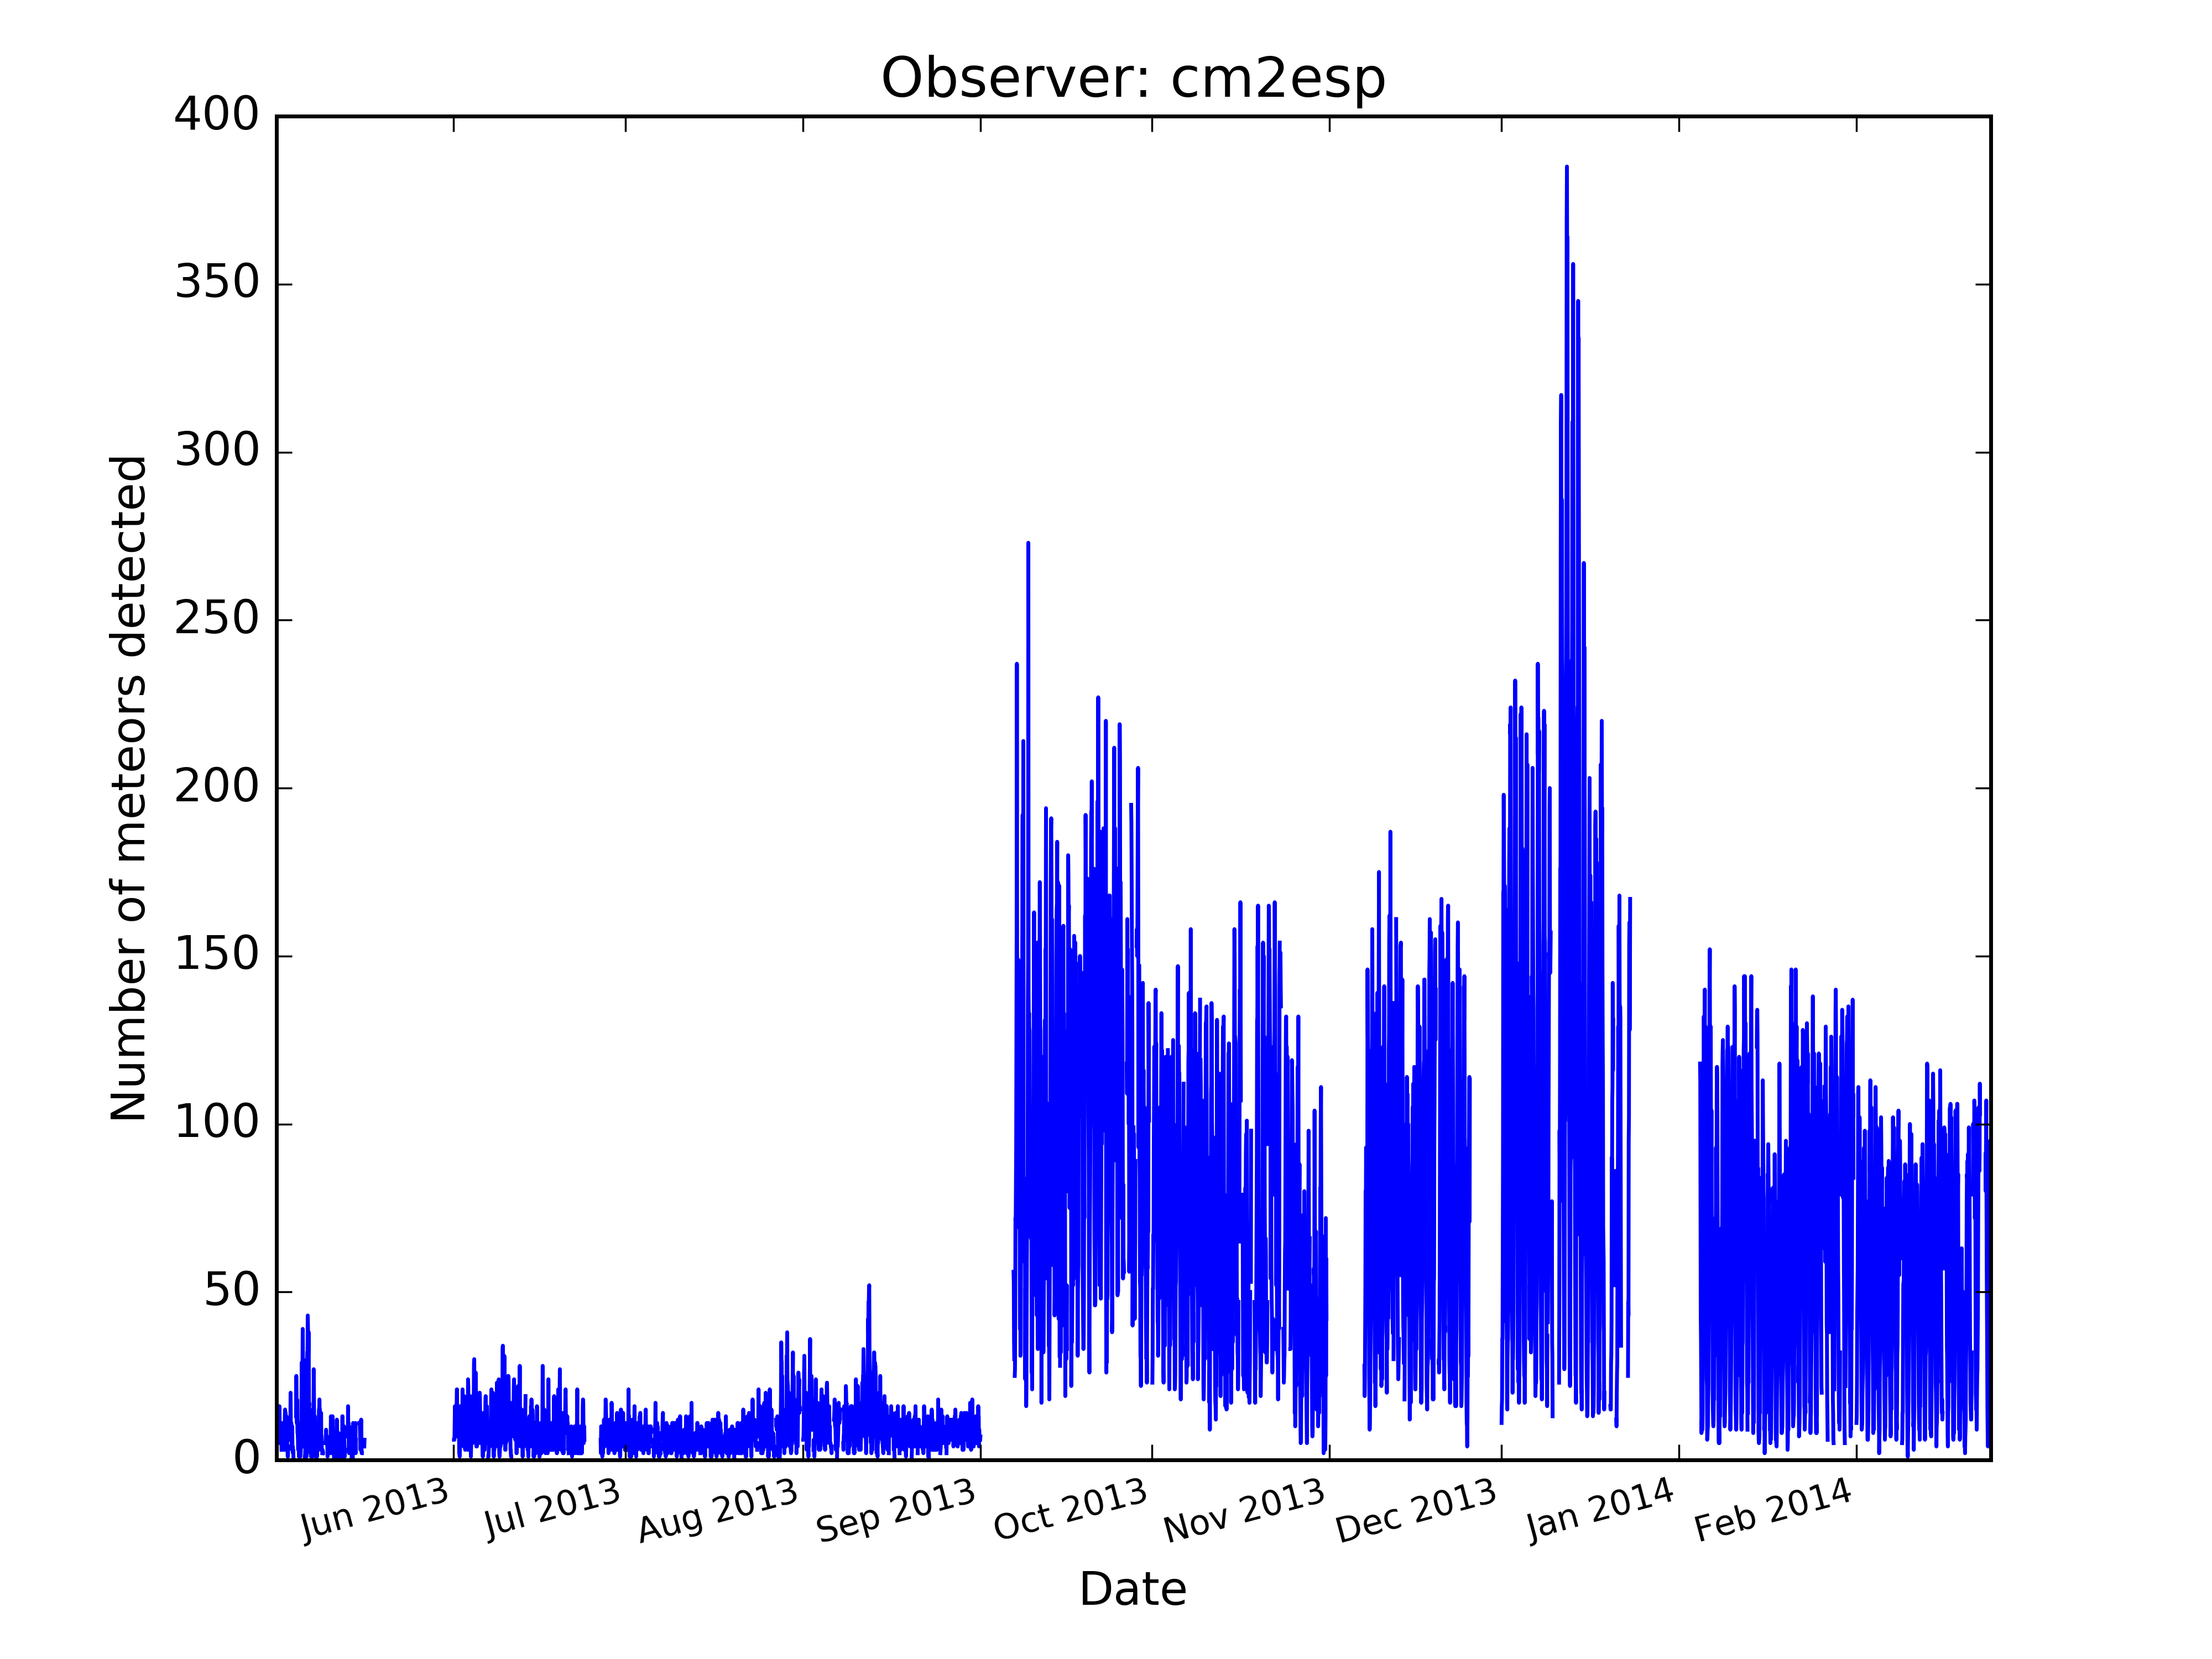 Observer: cm2esp
400
350
300
250
200
150
100
50
0
Number of meteors detected
Jun 2013
Jul 2013
Aug 2013
Sep 2013
Oct 2013
Nov 2013
Dec 2013
Jan 2014
Feb 2014
Date